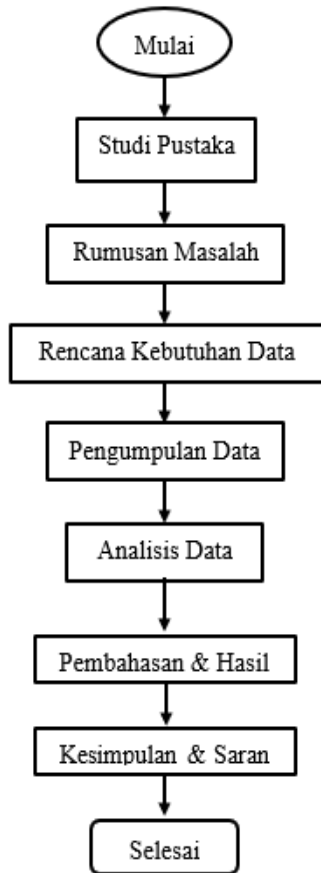 Mulai
Studi Pustaka
Rumusan Masalah
Rencana Kebutuhan Data
Pengumpulan Data
Analisis Data
Pembahasan & Hasil
Kesimpulan & Saran
Selesai